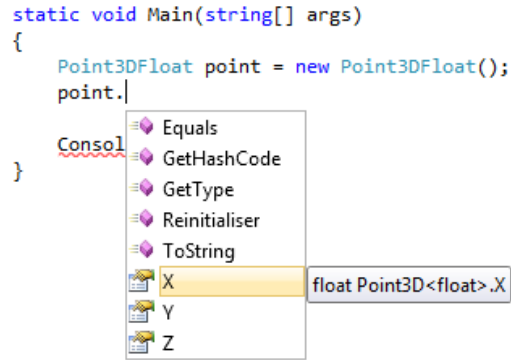 static void Main(string[] args)
{
Point3DFloat point = new Point3DFloat();
point.
Equals
Consol
GetHashCode
}
GetType
Reinitialiser
ToString
X float Point3D<float>.X
Y
Z